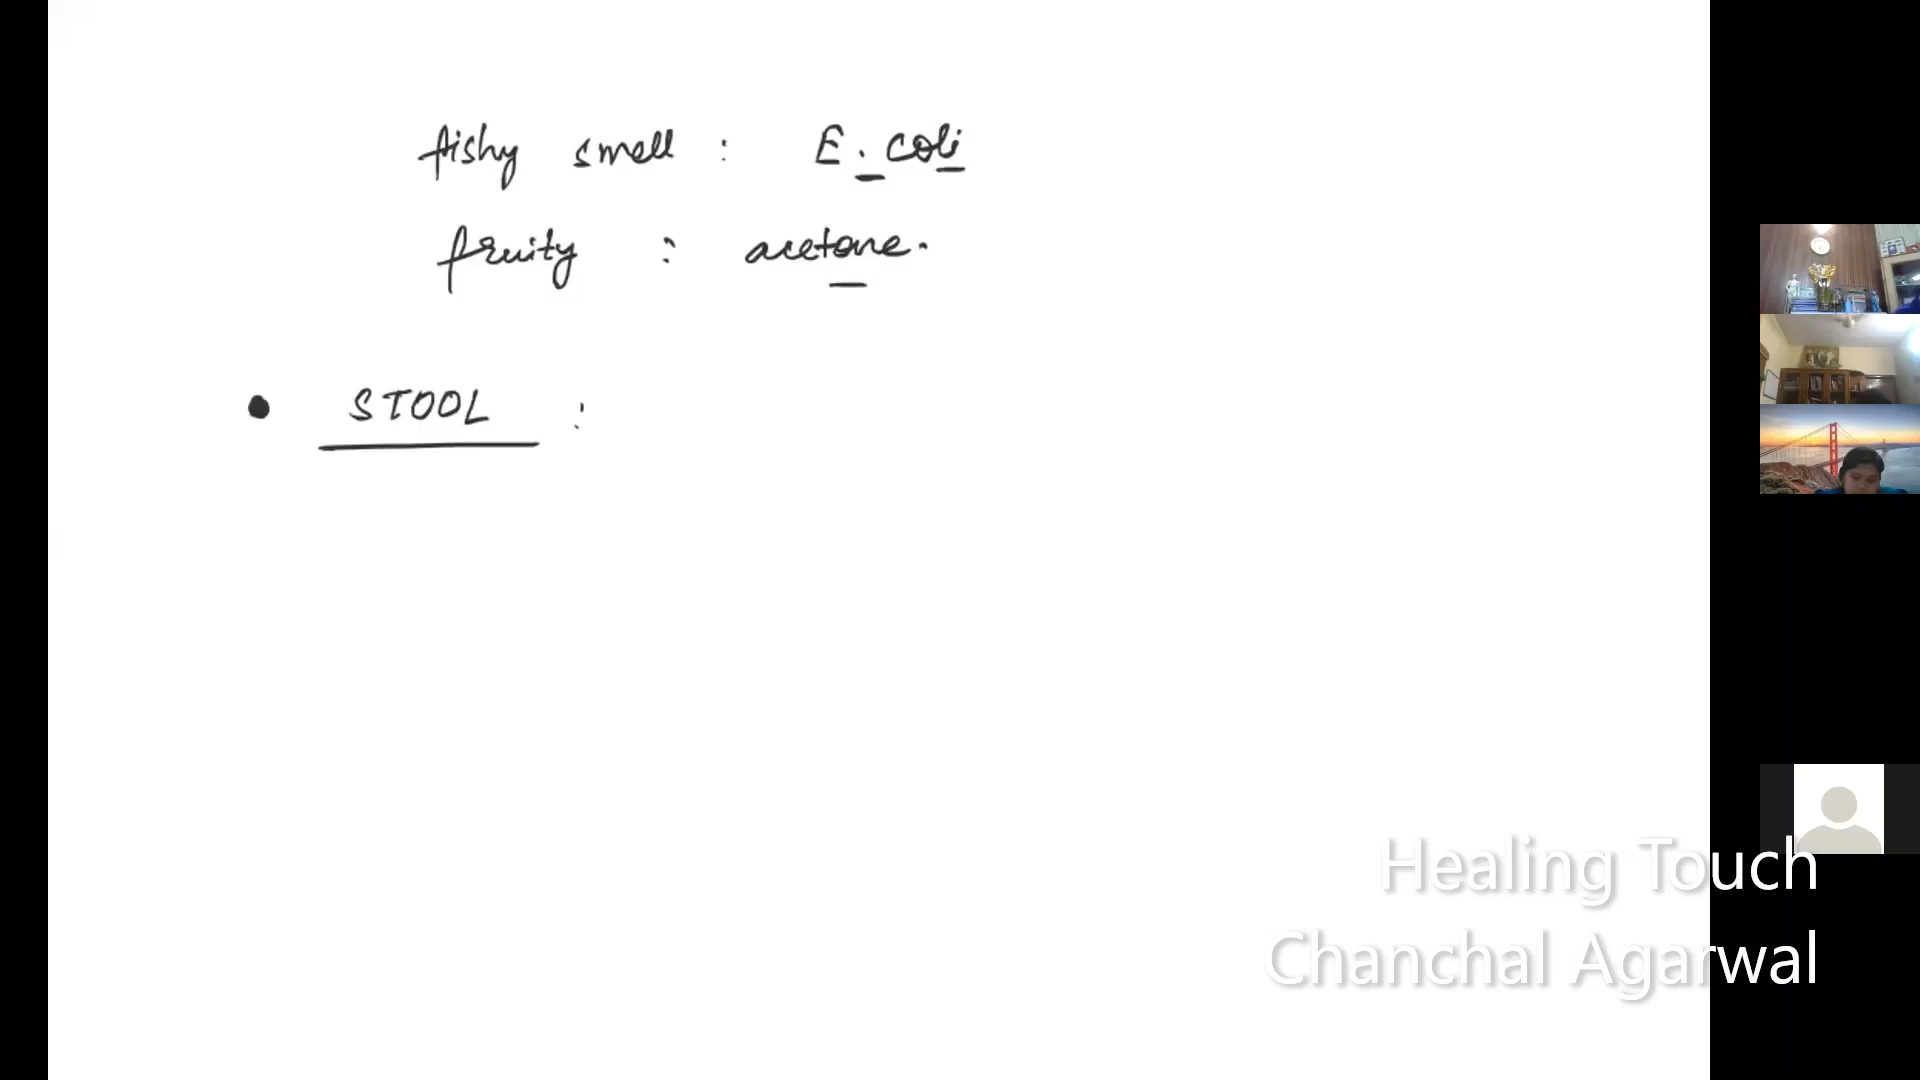 fishy smell : E. coli
fruity : acetone.
• STOOL :
Healing Touch
Chanchal Agarwal